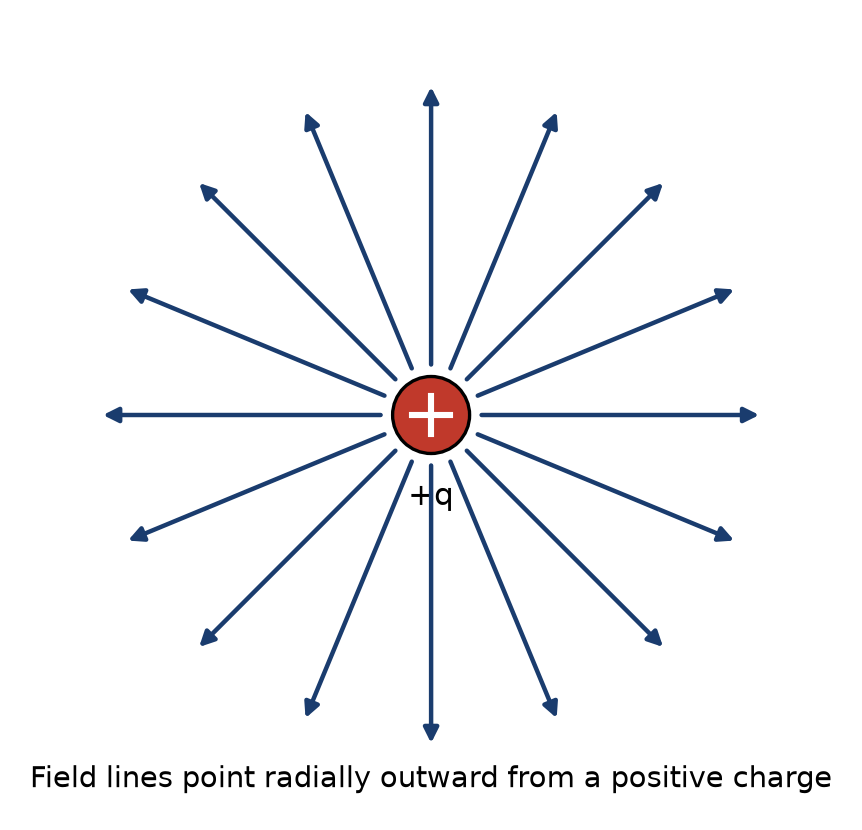 +
+q
Field lines point radially outward from a positive charge